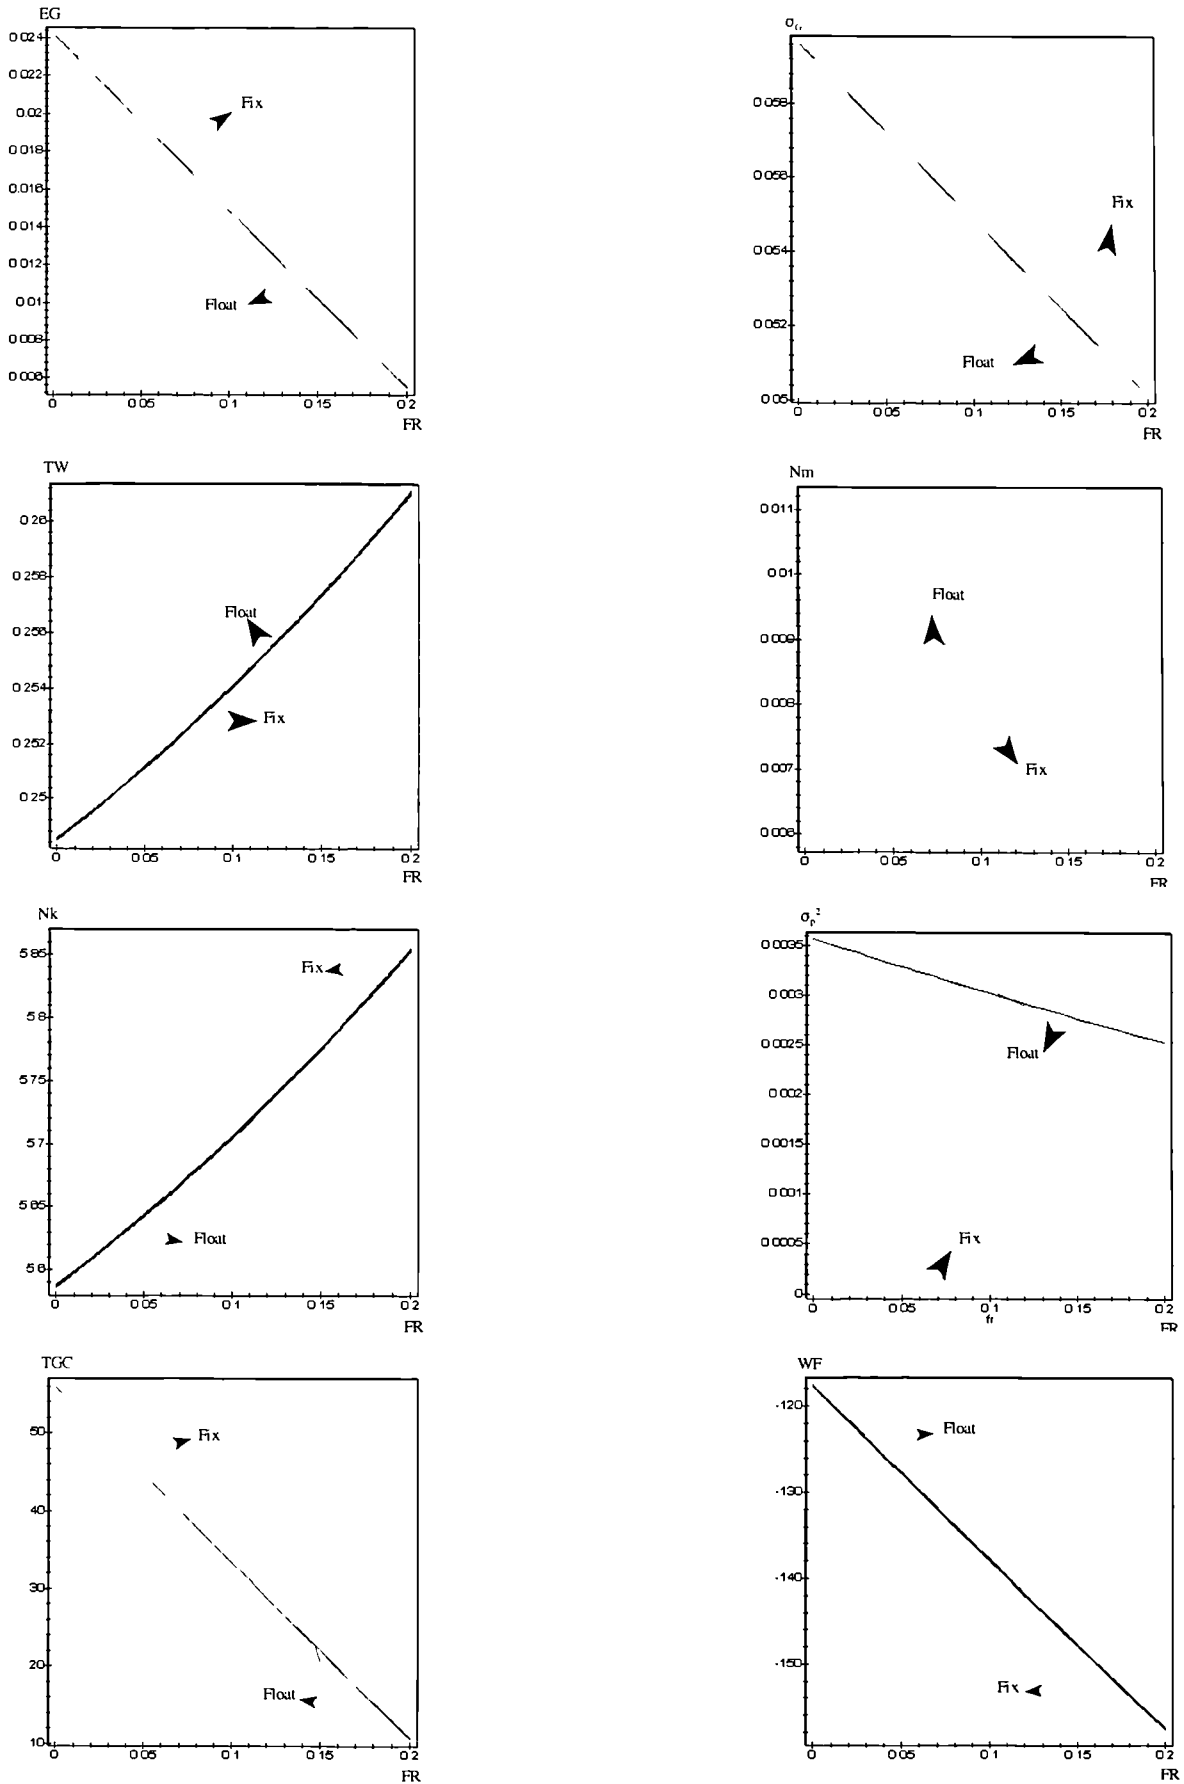 EG
0.024
0.022
0.02
0.018
0.016
0.014
0.012
0.01
0.008
0.006
Fix
Float
0 0.05 0.1 0.15 0.2
FR
0.058
0.056
0.054
0.052
0.05
Fix
Float
0 0.05 0.1 0.15 0.2
FR
TW
0.26
0.258
0.256
0.254
0.252
0.25
Float
Fix
0 0.05 0.1 0.15 0.2
FR
Nm
0.011
0.01
0.009
0.008
0.007
0.006
Float
Fix
0 0.05 0.1 0.15 0.2
FR
Nk
5.85
5.8
5.75
5.7
5.65
5.6
Fix
Float
0 0.05 0.1 0.15 0.2
FR
σp²
0.0035
0.003
0.0025
0.002
0.0015
0.001
0.0005
0
Float
Fix
0 0.05 0.1 0.15 0.2
fr
FR
TGC
50
40
30
20
10
Fix
Float
0 0.05 0.1 0.15 0.2
FR
WF
-120
-130
-140
-150
Float
Fix
0 0.05 0.1 0.15 0.2
FR